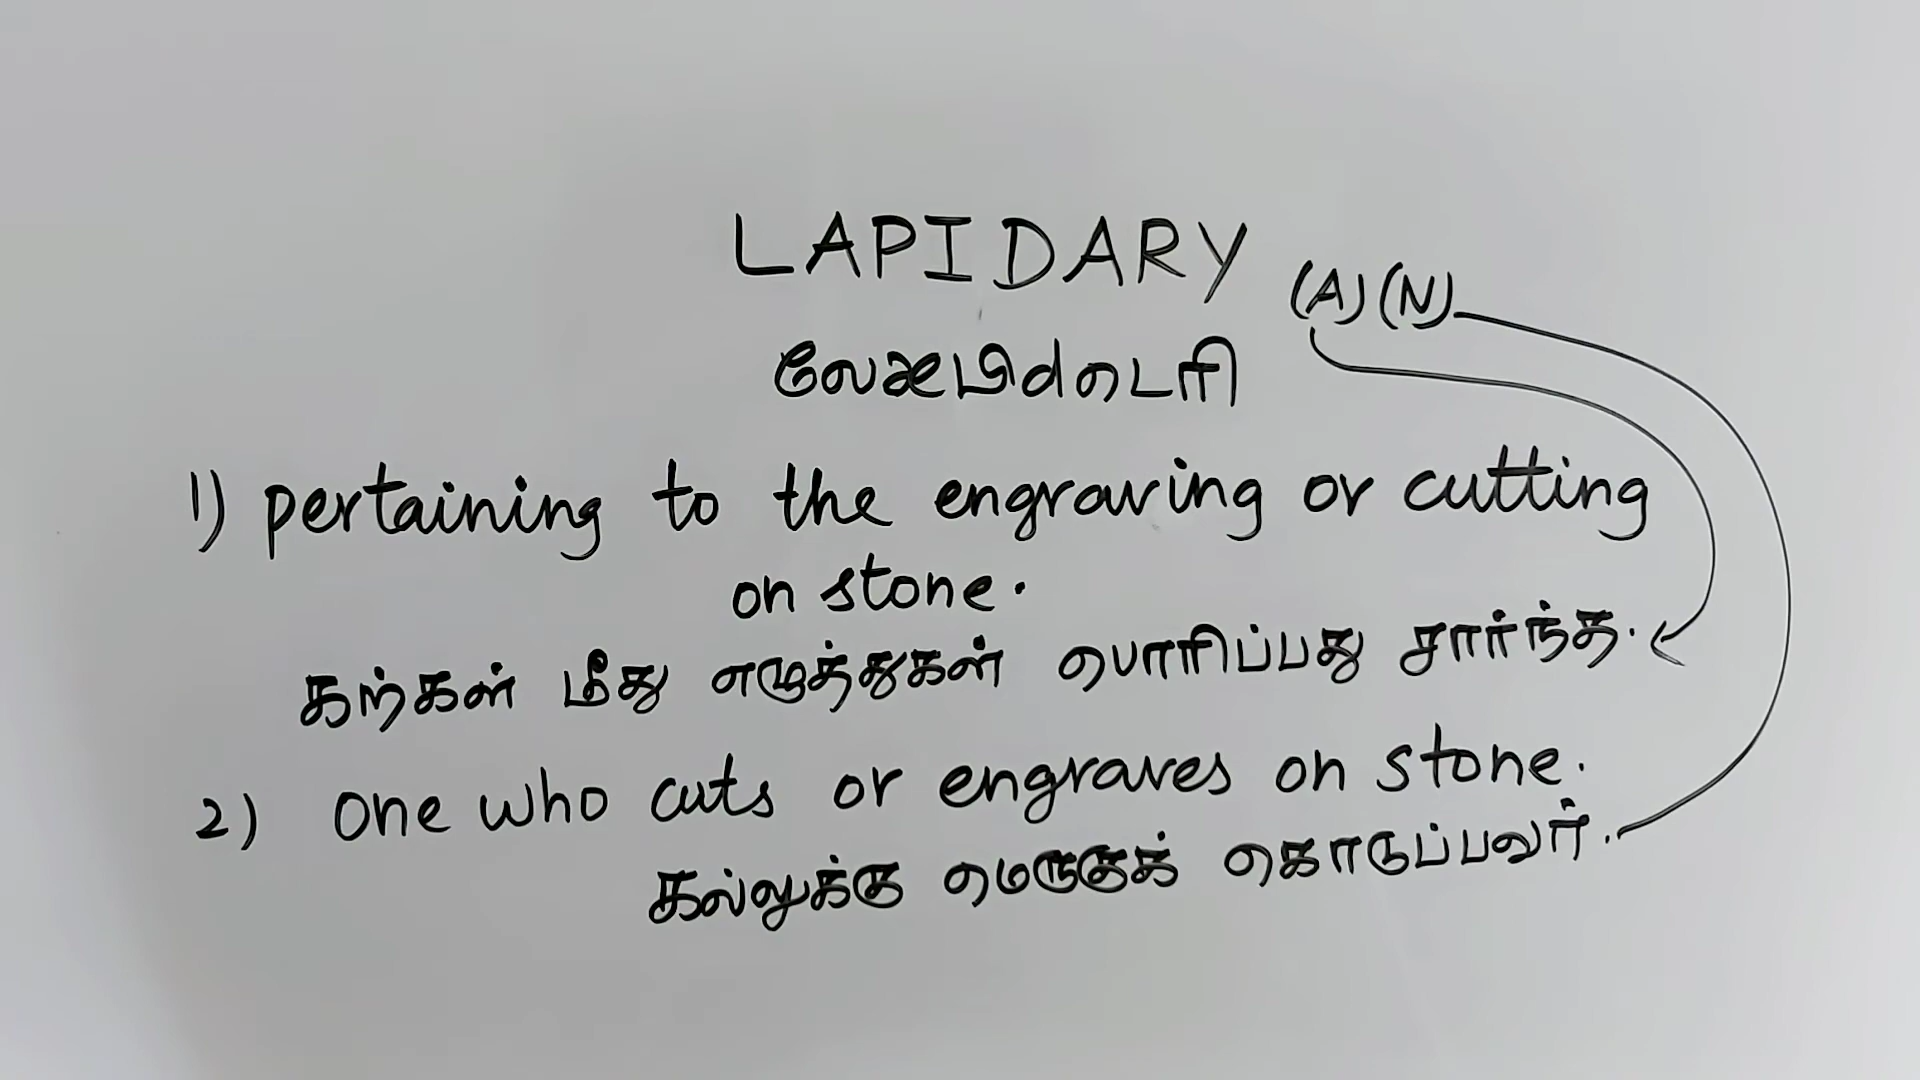 LAPIDARY (A) (N)
லேஅபிடெரி
1) pertaining to the engraving or cutting
on stone.
கற்கள் மீது எழுத்துகள் பொரிப்பது சார்ந்த.
2) one who cuts or engraves on stone.
கல்லுக்கு மெருகுக் கொடுப்பவர்.